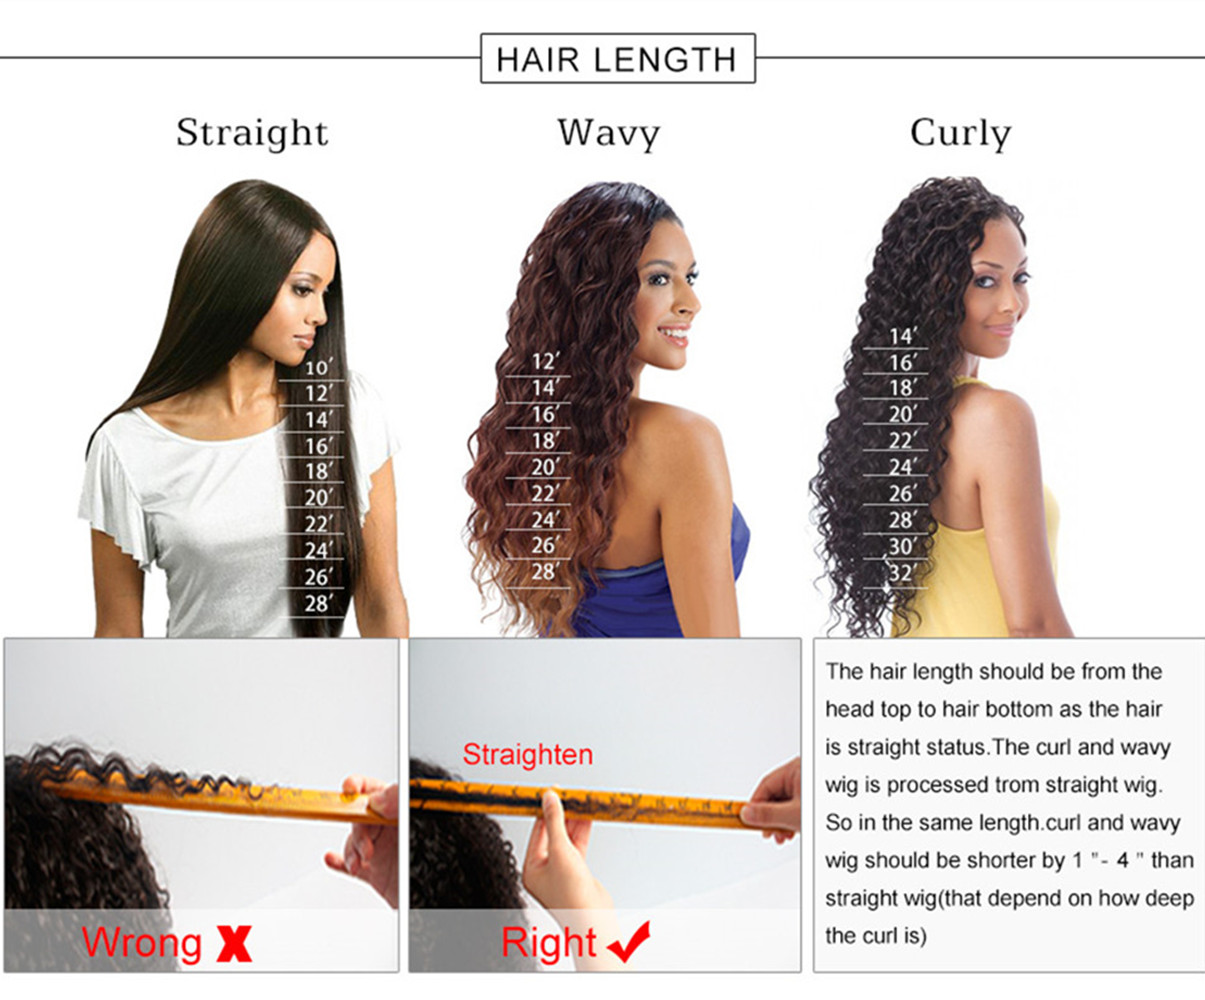 HAIR LENGTH
Straight
Wavy
Curly
10′
12′
14′
16′
18′
20′
22′
24′
26′
28′
12′
14′
16′
18′
20′
22′
24′
26′
28′
14′
16′
18′
20′
22′
24′
26′
28′
30′
32′
Straighten
Wrong X
Right ✓
The hair length should be from the
head top to hair bottom as the hair
is straight status.The curl and wavy
wig is processed trom straight wig.
So in the same length.curl and wavy
wig should be shorter by 1 "- 4 " than
straight wig(that depend on how deep
the curl is)